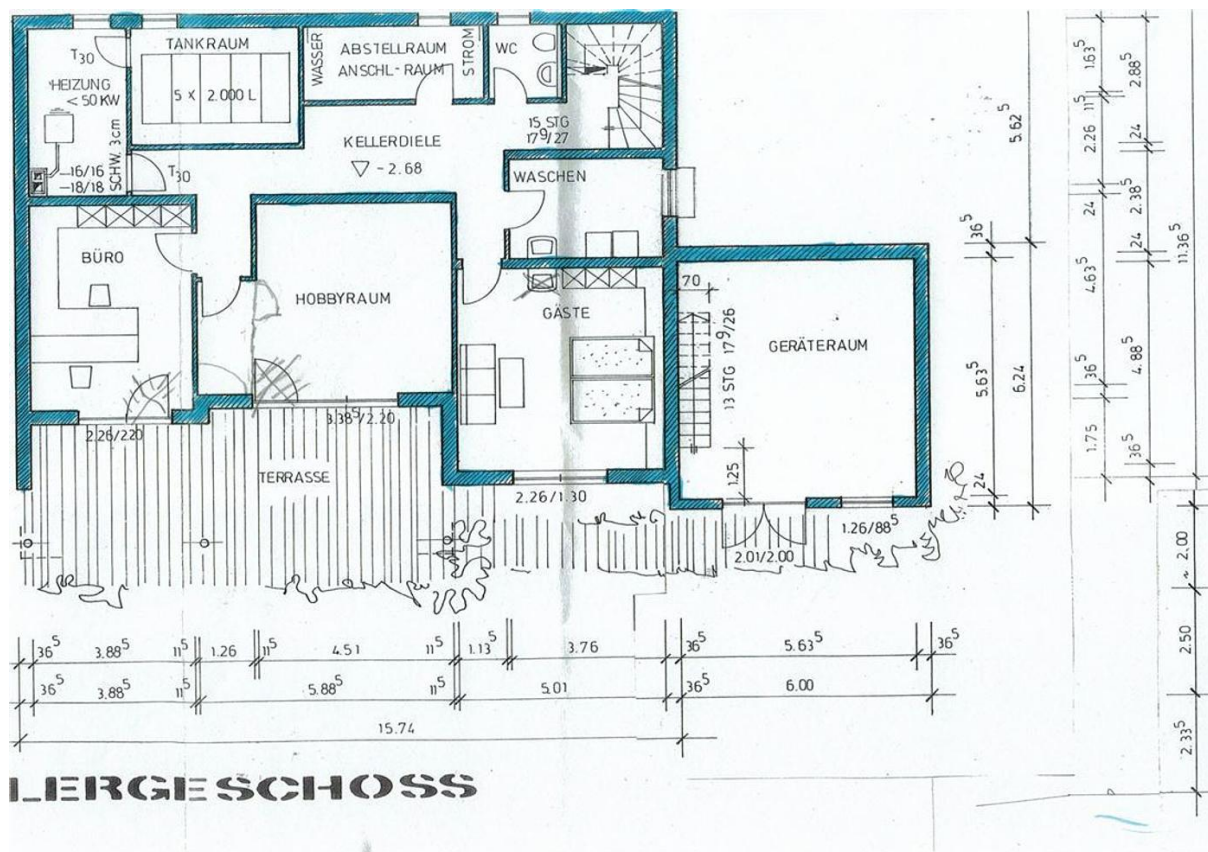 T30
TANKRAUM
5 X 2.000 L
HEIZUNG
< 50 KW
16/16
18/18
SCHW. 3cm
T30
WASSER
ABSTELLRAUM
ANSCHL-RAUM
STROM
WC
15 STG
17⁹/27
KELLERDIELE
- 2.68
WASCHEN
BÜRO
HOBBYRAUM
GÄSTE
70
13 STG 17⁹/26
GERÄTERAUM
1.25
2.26/220
3.38⁵/2.20
TERRASSE
2.26/1.30
2.01/2.00
1.26/88⁵
36⁵ 3.88⁵ 11⁵ 1.26 11⁵ 4.51 11⁵ 1.13⁵ 3.76 36⁵ 5.63⁵ 36⁵
36⁵ 3.88⁵ 11⁵ 5.88⁵ 11⁵ 5.01 36⁵ 6.00
15.74
5.62⁵
36⁵
5.63⁵
6.24
24
1.63⁵
11⁵
2.26
24
4.63⁵
36⁵
1.75
2.88⁵
24
2.38⁵
24
4.88⁵
36⁵
11.36⁵
~ 2.00
2.50
2.33⁵
LERGESCHOSS